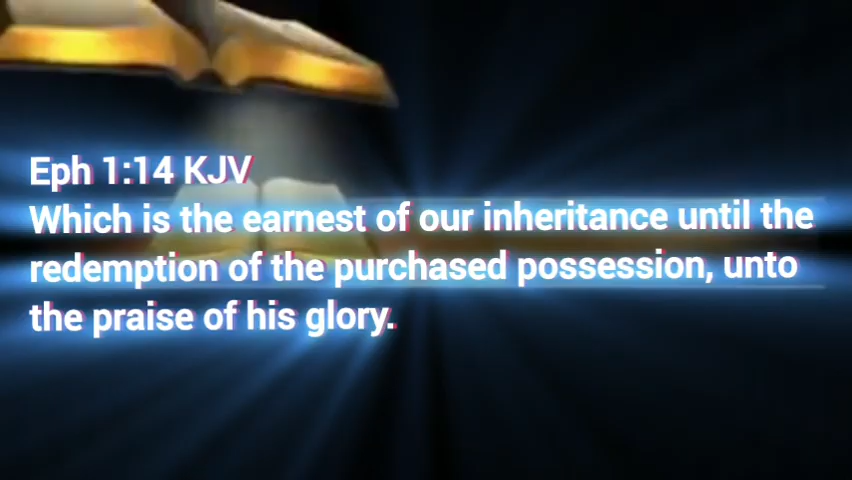 Eph 1:14 KJV
Which is the earnest of our inheritance until the
redemption of the purchased possession, unto
the praise of his glory.